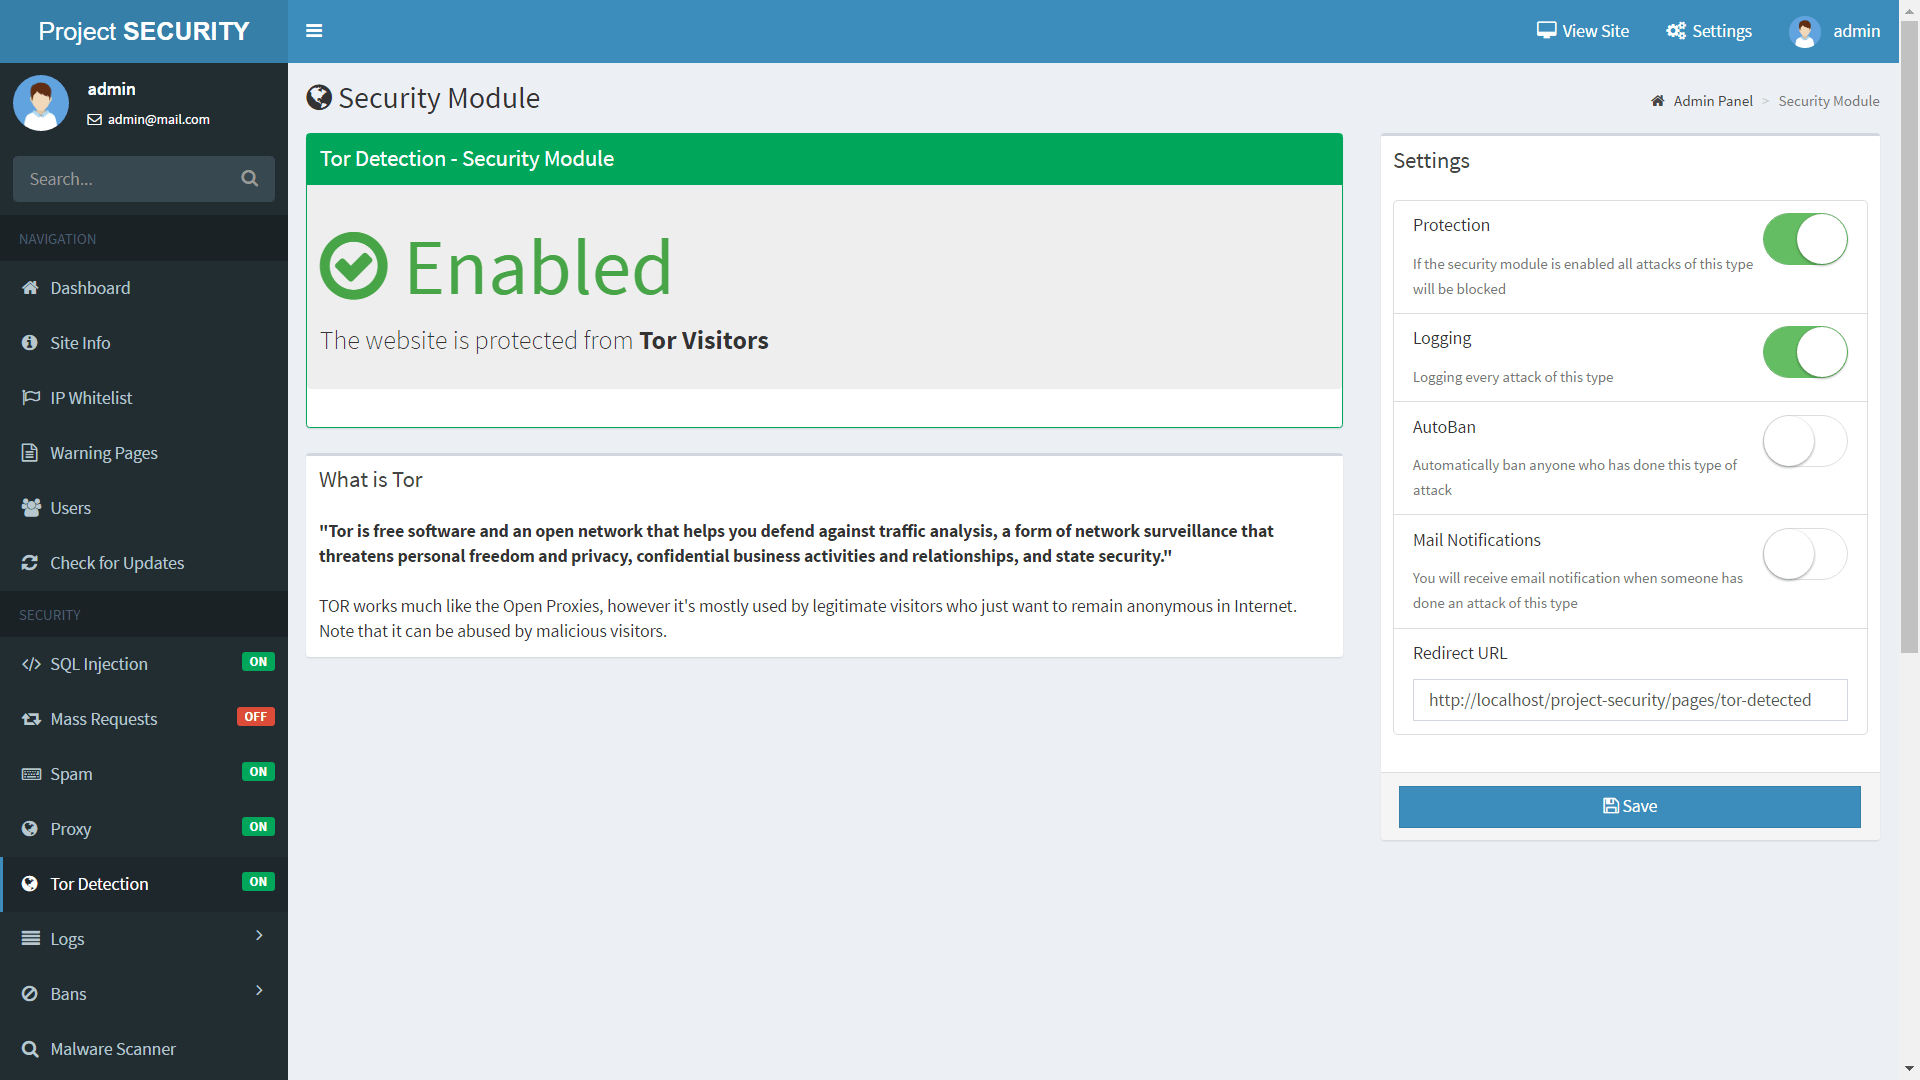 Project SECURITY
View Site
Settings
admin
admin
admin@mail.com
Search...
NAVIGATION
Dashboard
Site Info
IP Whitelist
Warning Pages
Users
Check for Updates
SECURITY
SQL Injection ON
Mass Requests OFF
Spam ON
Proxy ON
Tor Detection ON
Logs
Bans
Malware Scanner
Security Module
Admin Panel > Security Module
Tor Detection - Security Module
Enabled
The website is protected from Tor Visitors
What is Tor
"Tor is free software and an open network that helps you defend against traffic analysis, a form of network surveillance that
threatens personal freedom and privacy, confidential business activities and relationships, and state security."
TOR works much like the Open Proxies, however it's mostly used by legitimate visitors who just want to remain anonymous in Internet.
Note that it can be abused by malicious visitors.
Settings
Protection
If the security module is enabled all attacks of this type
will be blocked
Logging
Logging every attack of this type
AutoBan
Automatically ban anyone who has done this type of
attack
Mail Notifications
You will receive email notification when someone has
done an attack of this type
Redirect URL
http://localhost/project-security/pages/tor-detected
Save